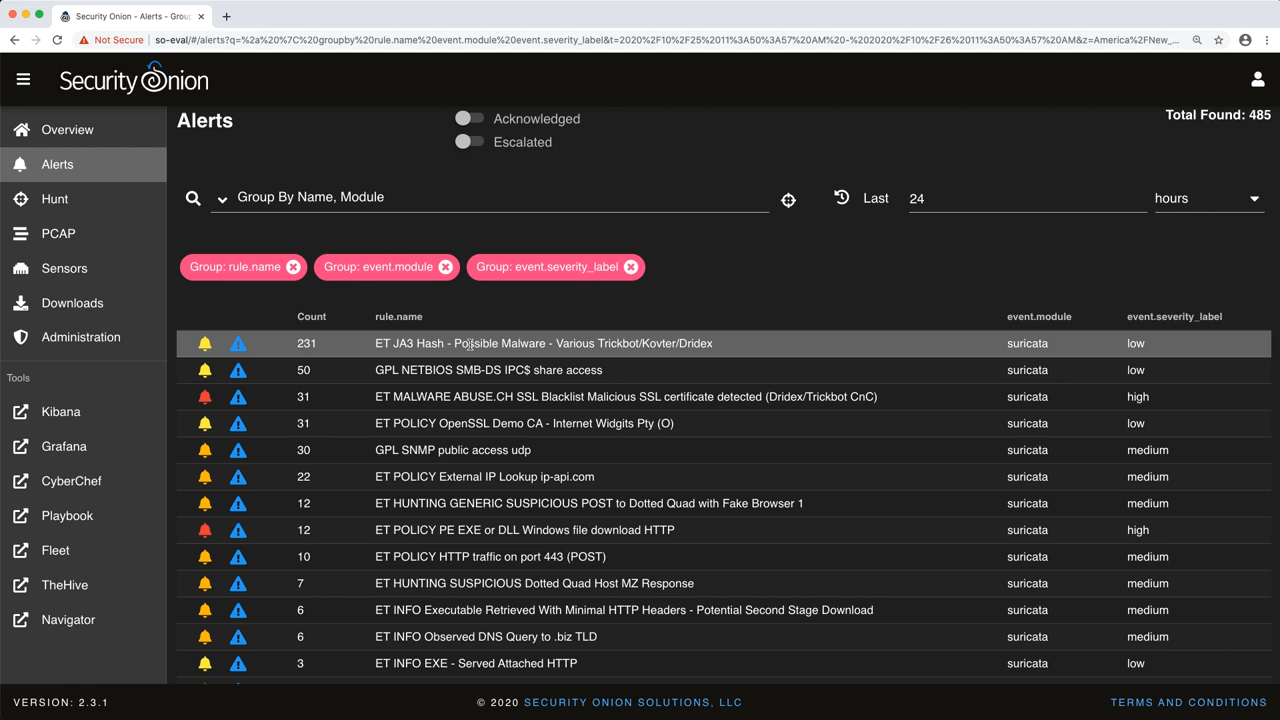 Security Onion - Alerts - Grou
Not Secure so-eval/#/alerts?q=%2a%20%7C%20groupby%20rule.name%20event.module%20event.severity_label&t=2020%2F10%2F25%2011%3A50%3A57%20AM%20-%202020%2F10%2F26%2011%3A50%3A57%20AM&z=America%2FNew_...
Security Onion
Overview
Alerts
Hunt
PCAP
Sensors
Downloads
Administration
Tools
Kibana
Grafana
CyberChef
Playbook
Fleet
TheHive
Navigator
Alerts
Acknowledged
Escalated
Total Found: 485
Group By Name, Module
Last 24 hours
Group: rule.name Group: event.module Group: event.severity_label
Count rule.name event.module event.severity_label
231 ET JA3 Hash - Possible Malware - Various Trickbot/Kovter/Dridex suricata low
50 GPL NETBIOS SMB-DS IPC$ share access suricata low
31 ET MALWARE ABUSE.CH SSL Blacklist Malicious SSL certificate detected (Dridex/Trickbot CnC) suricata high
31 ET POLICY OpenSSL Demo CA - Internet Widgits Pty (O) suricata low
30 GPL SNMP public access udp suricata medium
22 ET POLICY External IP Lookup ip-api.com suricata medium
12 ET HUNTING GENERIC SUSPICIOUS POST to Dotted Quad with Fake Browser 1 suricata medium
12 ET POLICY PE EXE or DLL Windows file download HTTP suricata high
10 ET POLICY HTTP traffic on port 443 (POST) suricata medium
7 ET HUNTING SUSPICIOUS Dotted Quad Host MZ Response suricata medium
6 ET INFO Executable Retrieved With Minimal HTTP Headers - Potential Second Stage Download suricata medium
6 ET INFO Observed DNS Query to .biz TLD suricata medium
3 ET INFO EXE - Served Attached HTTP suricata low
VERSION: 2.3.1
© 2020 SECURITY ONION SOLUTIONS, LLC
TERMS AND CONDITIONS